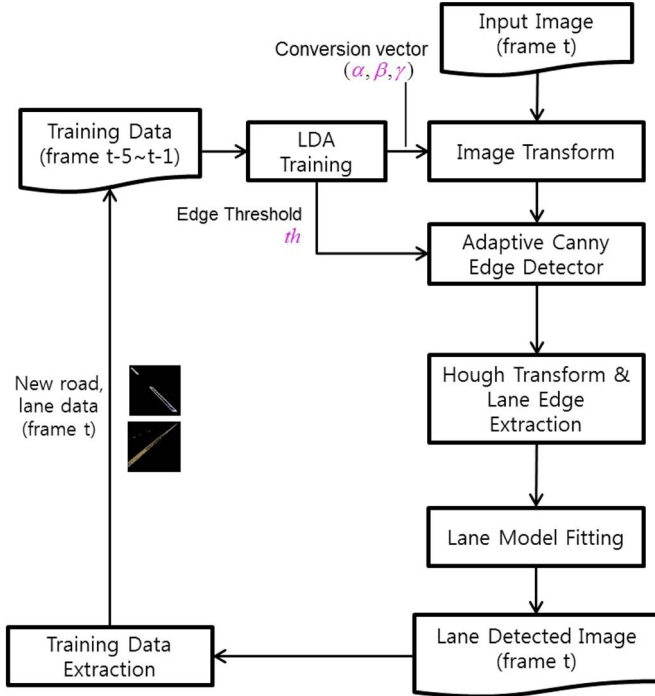 Input Image
(frame t)
Conversion vector
(α, β, γ)
Training Data
(frame t-5~t-1)
LDA
Training
Image Transform
Edge Threshold
th
Adaptive Canny
Edge Detector
New road,
lane data
(frame t)
Hough Transform &
Lane Edge
Extraction
Lane Model Fitting
Training Data
Extraction
Lane Detected Image
(frame t)